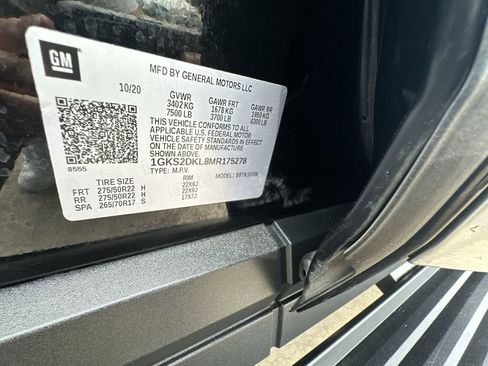 GM
MFD BY GENERAL MOTORS LLC
10/20 GVWR GAWR FRT GAWR RR
3402 KG 1678 KG 1950 KG
7500 LB 3700 LB 4300 LB
THIS VEHICLE CONFORMS TO ALL APPLICABLE
U.S. FEDERAL MOTOR
VEHICLE SAFETY STANDARDS IN EFFECT ON THE
DATE OF MANUFACTURE
1GKS2DKL8MR175278
8555
TYPE: M.P.V. MODEL:
TIRE SIZE RIM
FRT 275/50R22 H 22X9J
RR 275/50R22 H 22X9J
SPA 265/70R17 S 17X7J